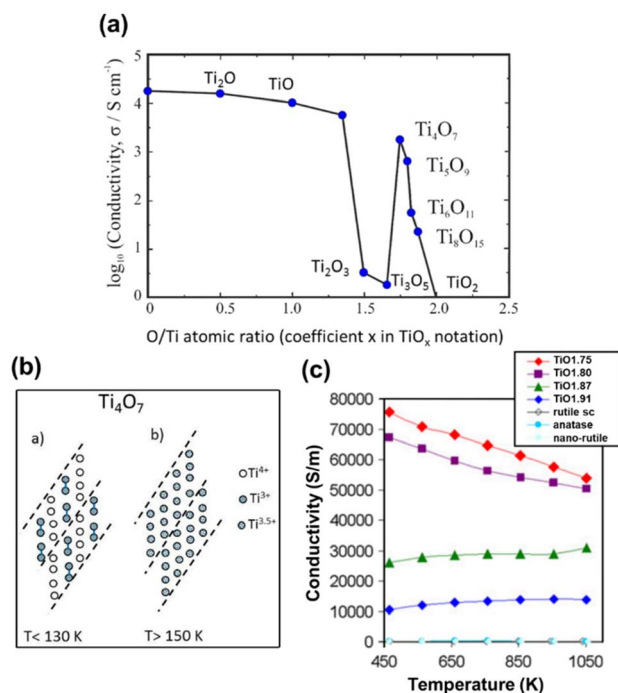 (a)
log₁₀ (Conductivity, σ / S cm⁻¹)
5
4
3
2
1
0
Ti₂O
TiO
Ti₄O₇
Ti₅O₉
Ti₆O₁₁
Ti₈O₁₅
Ti₂O₃
Ti₃O₅
TiO₂
0.0 0.5 1.0 1.5 2.0 2.5
O/Ti atomic ratio (coefficient x in TiOₓ notation)
(b)
Ti₄O₇
a)
b)
Ti⁴⁺
Ti³⁺
Ti³·⁵⁺
T< 130 K
T> 150 K
(c)
TiO1.75
TiO1.80
TiO1.87
TiO1.91
rutile sc
anatase
nano-rutile
Conductivity (S/m)
80000
70000
60000
50000
40000
30000
20000
10000
0
450 650 850 1050
Temperature (K)